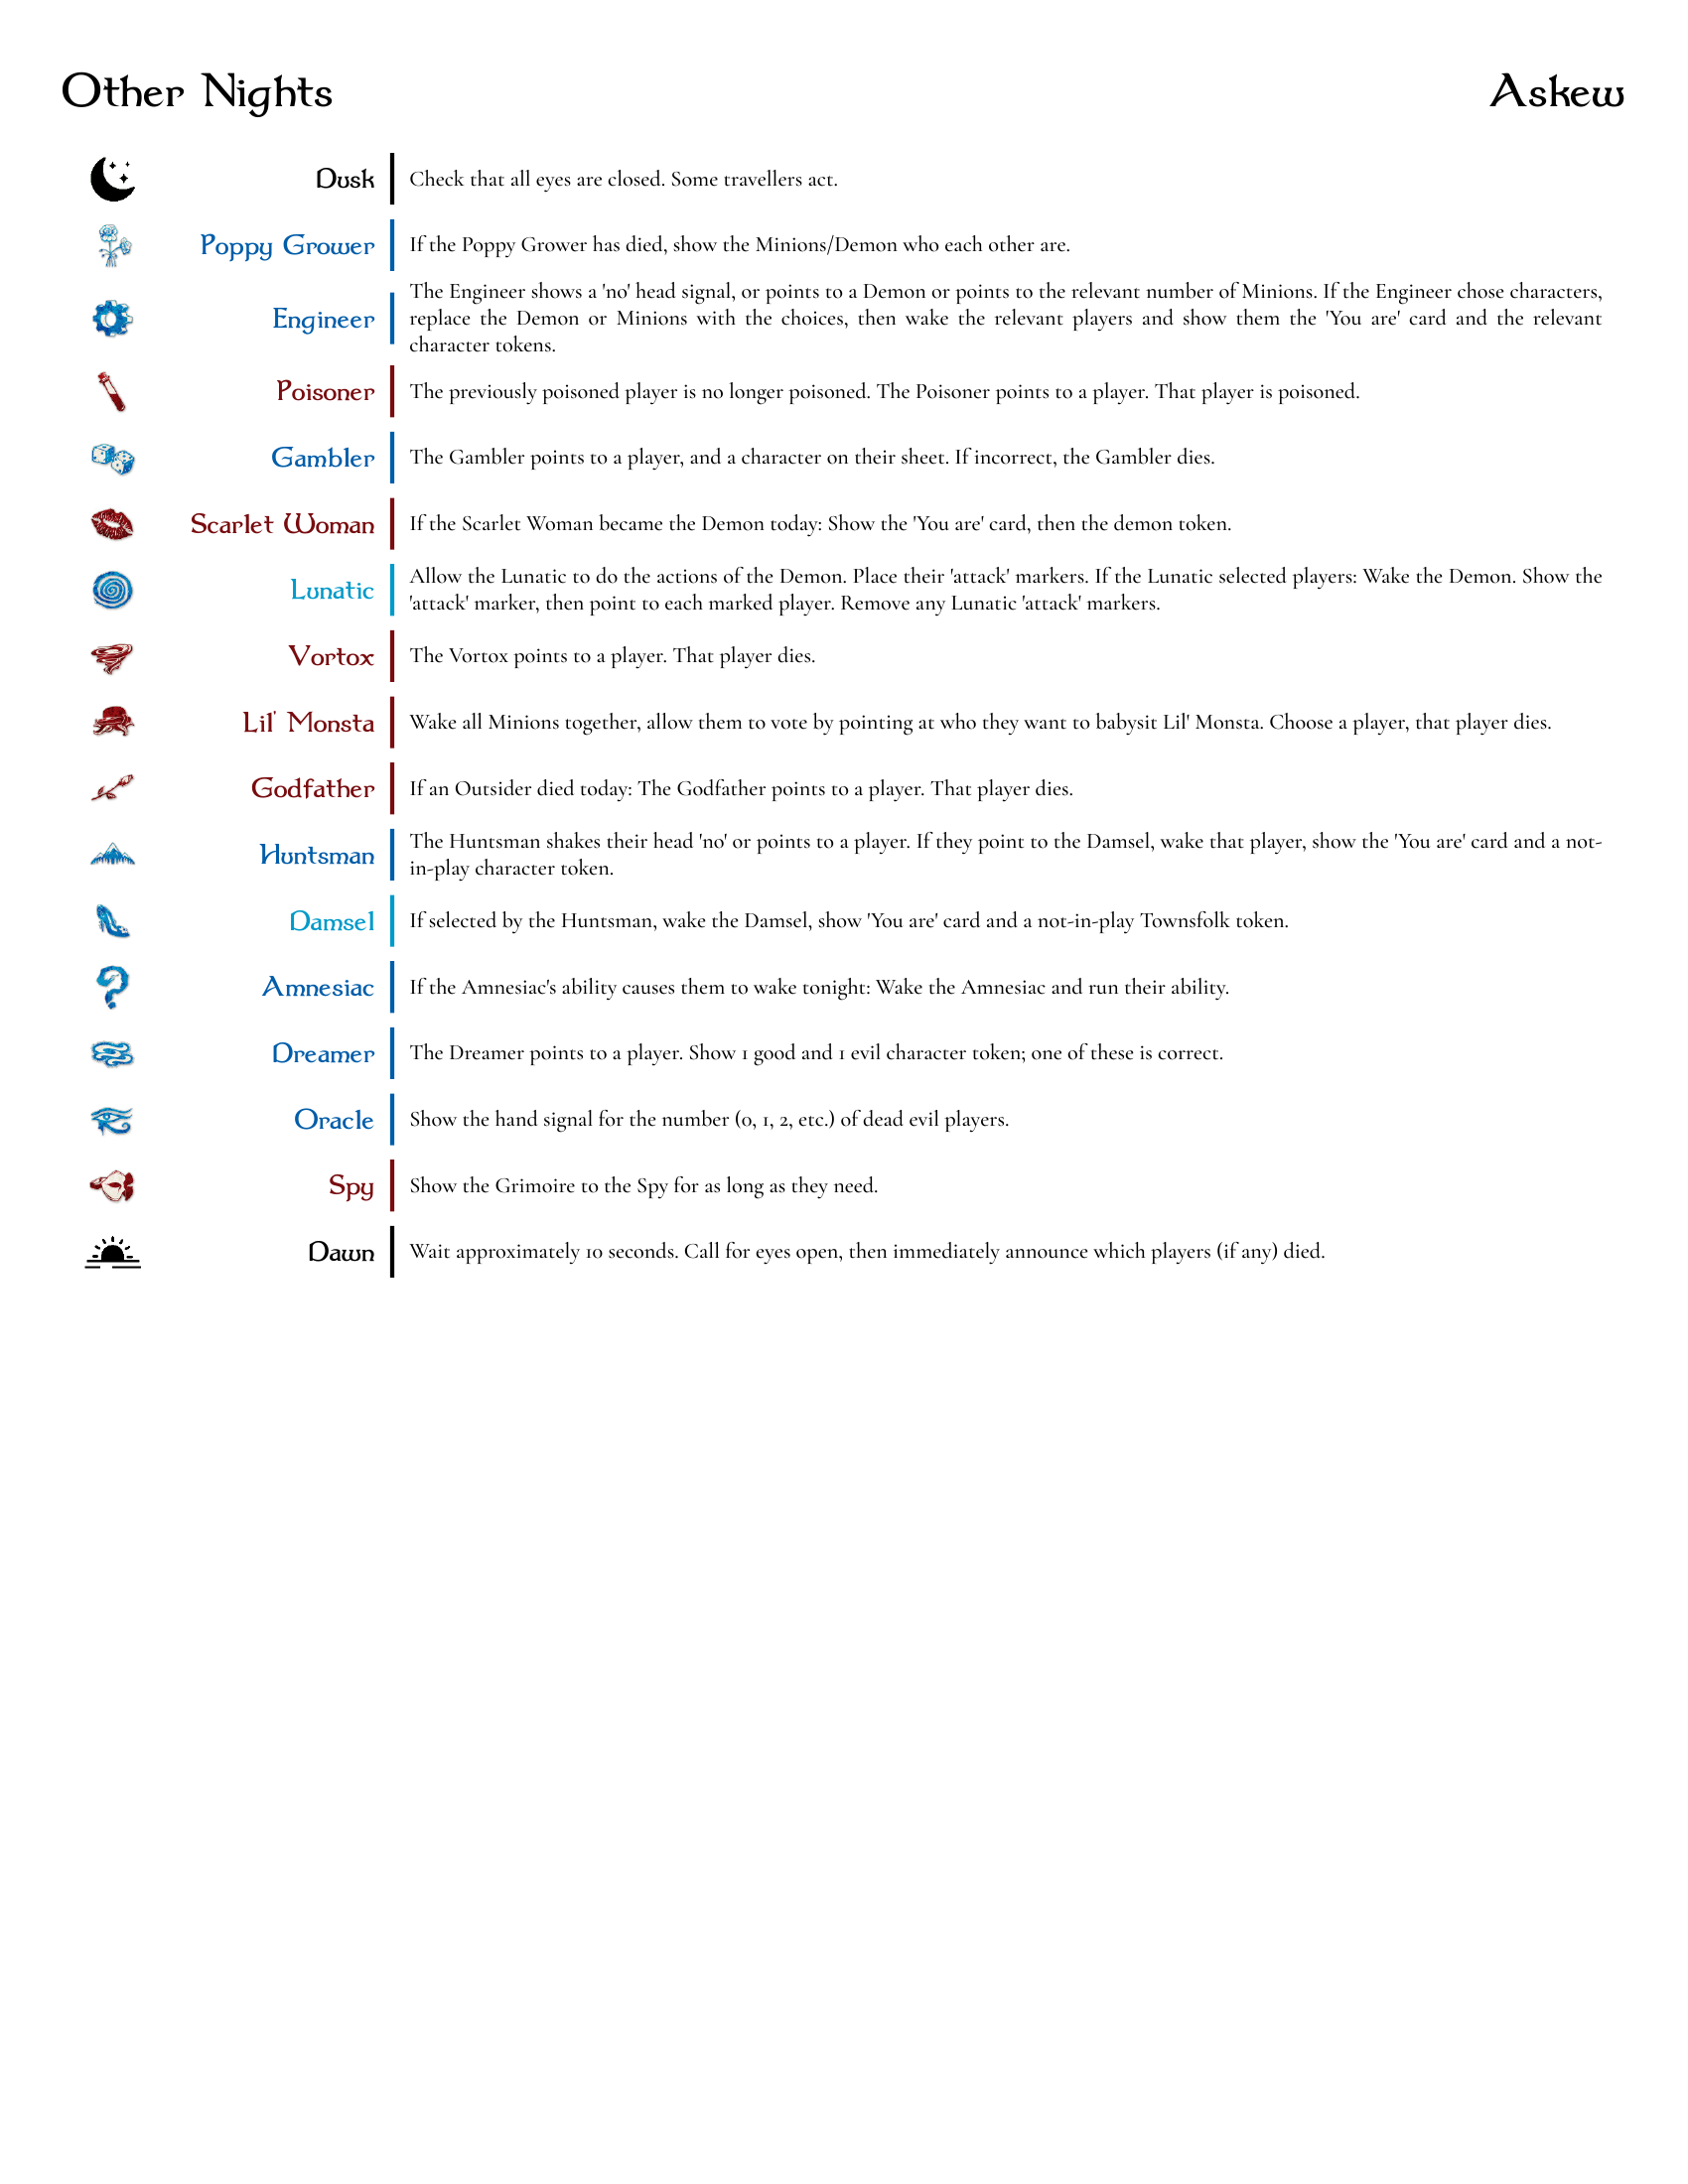 Other Nights
Askew
Dusk
Check that all eyes are closed. Some travellers act.
Poppy Grower
If the Poppy Grower has died, show the Minions/Demon who each other are.
Engineer
The Engineer shows a 'no' head signal, or points to a Demon or points to the relevant number of Minions. If the Engineer chose characters,
replace the Demon or Minions with the choices, then wake the relevant players and show them the 'You are' card and the relevant
character tokens.
Poisoner
The previously poisoned player is no longer poisoned. The Poisoner points to a player. That player is poisoned.
Gambler
The Gambler points to a player, and a character on their sheet. If incorrect, the Gambler dies.
Scarlet Woman
If the Scarlet Woman became the Demon today: Show the 'You are' card, then the demon token.
Lunatic
Allow the Lunatic to do the actions of the Demon. Place their 'attack' markers. If the Lunatic selected players: Wake the Demon. Show the
'attack' marker, then point to each marked player. Remove any Lunatic 'attack' markers.
Vortox
The Vortox points to a player. That player dies.
Lil' Monsta
Wake all Minions together, allow them to vote by pointing at who they want to babysit Lil' Monsta. Choose a player, that player dies.
Godfather
If an Outsider died today: The Godfather points to a player. That player dies.
Huntsman
The Huntsman shakes their head 'no' or points to a player. If they point to the Damsel, wake that player, show the 'You are' card and a not-
in-play character token.
Damsel
If selected by the Huntsman, wake the Damsel, show 'You are' card and a not-in-play Townsfolk token.
Amnesiac
If the Amnesiac's ability causes them to wake tonight: Wake the Amnesiac and run their ability.
Dreamer
The Dreamer points to a player. Show 1 good and 1 evil character token; one of these is correct.
Oracle
Show the hand signal for the number (0, 1, 2, etc.) of dead evil players.
Spy
Show the Grimoire to the Spy for as long as they need.
Dawn
Wait approximately 10 seconds. Call for eyes open, then immediately announce which players (if any) died.